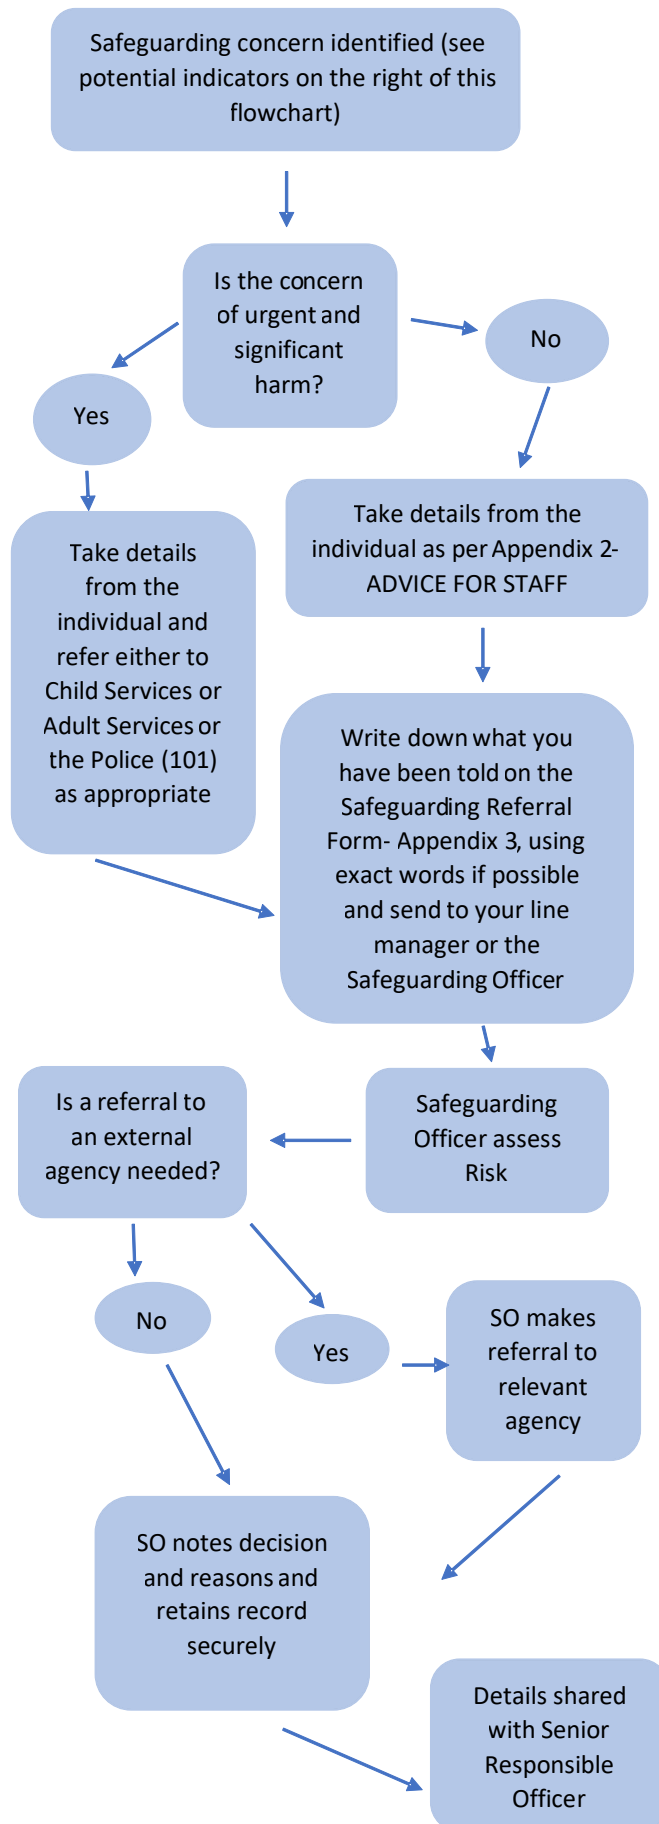 Safeguarding concern identified (see
potential indicators on the right of this
flowchart)
Is the concern
of urgent and
significant
harm?
No
Yes
Take details from the
individual as per Appendix 2-
ADVICE FOR STAFF
Take details
from the
individual and
refer either to
Child Services or
Adult Services or
the Police (101)
as appropriate
Write down what you
have been told on the
Safeguarding Referral
Form- Appendix 3, using
exact words if possible
and send to your line
manager or the
Safeguarding Officer
Is a referral to
an external
agency needed?
Safeguarding
Officer assess
Risk
No
Yes
SO makes
referral to
relevant
agency
SO notes decision
and reasons and
retains record
securely
Details shared
with Senior
Responsible
Officer